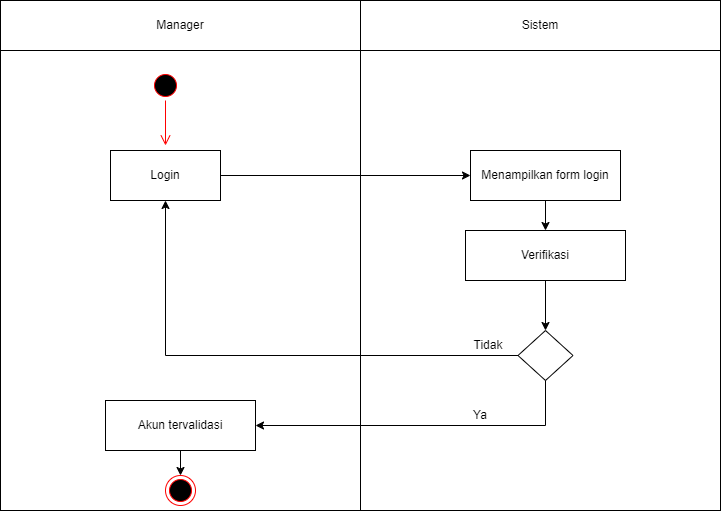 Manager
Sistem
Login
Menampilkan form login
Verifikasi
Tidak
Ya
Akun tervalidasi